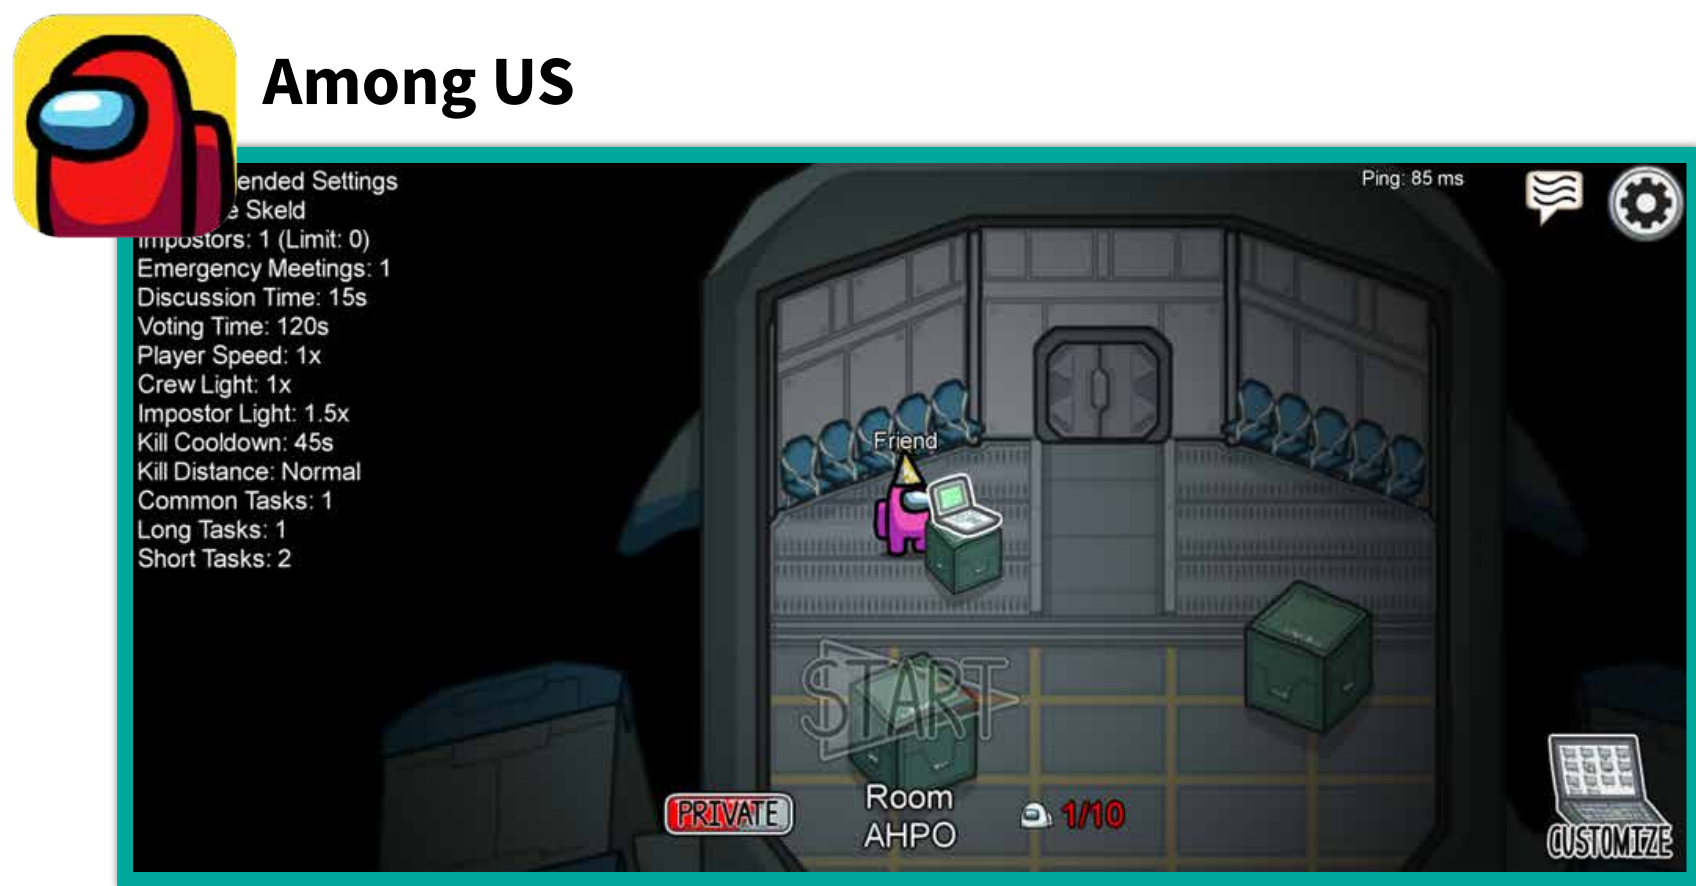 Among US
ended Settings
e Skeld
Impostors: 1 (Limit: 0)
Emergency Meetings: 1
Discussion Time: 15s
Voting Time: 120s
Player Speed: 1x
Crew Light: 1x
Impostor Light: 1.5x
Kill Cooldown: 45s
Kill Distance: Normal
Common Tasks: 1
Long Tasks: 1
Short Tasks: 2
Ping: 85 ms
Friend
START
PRIVATE
Room
AHPO
1/10
CUSTOMIZE